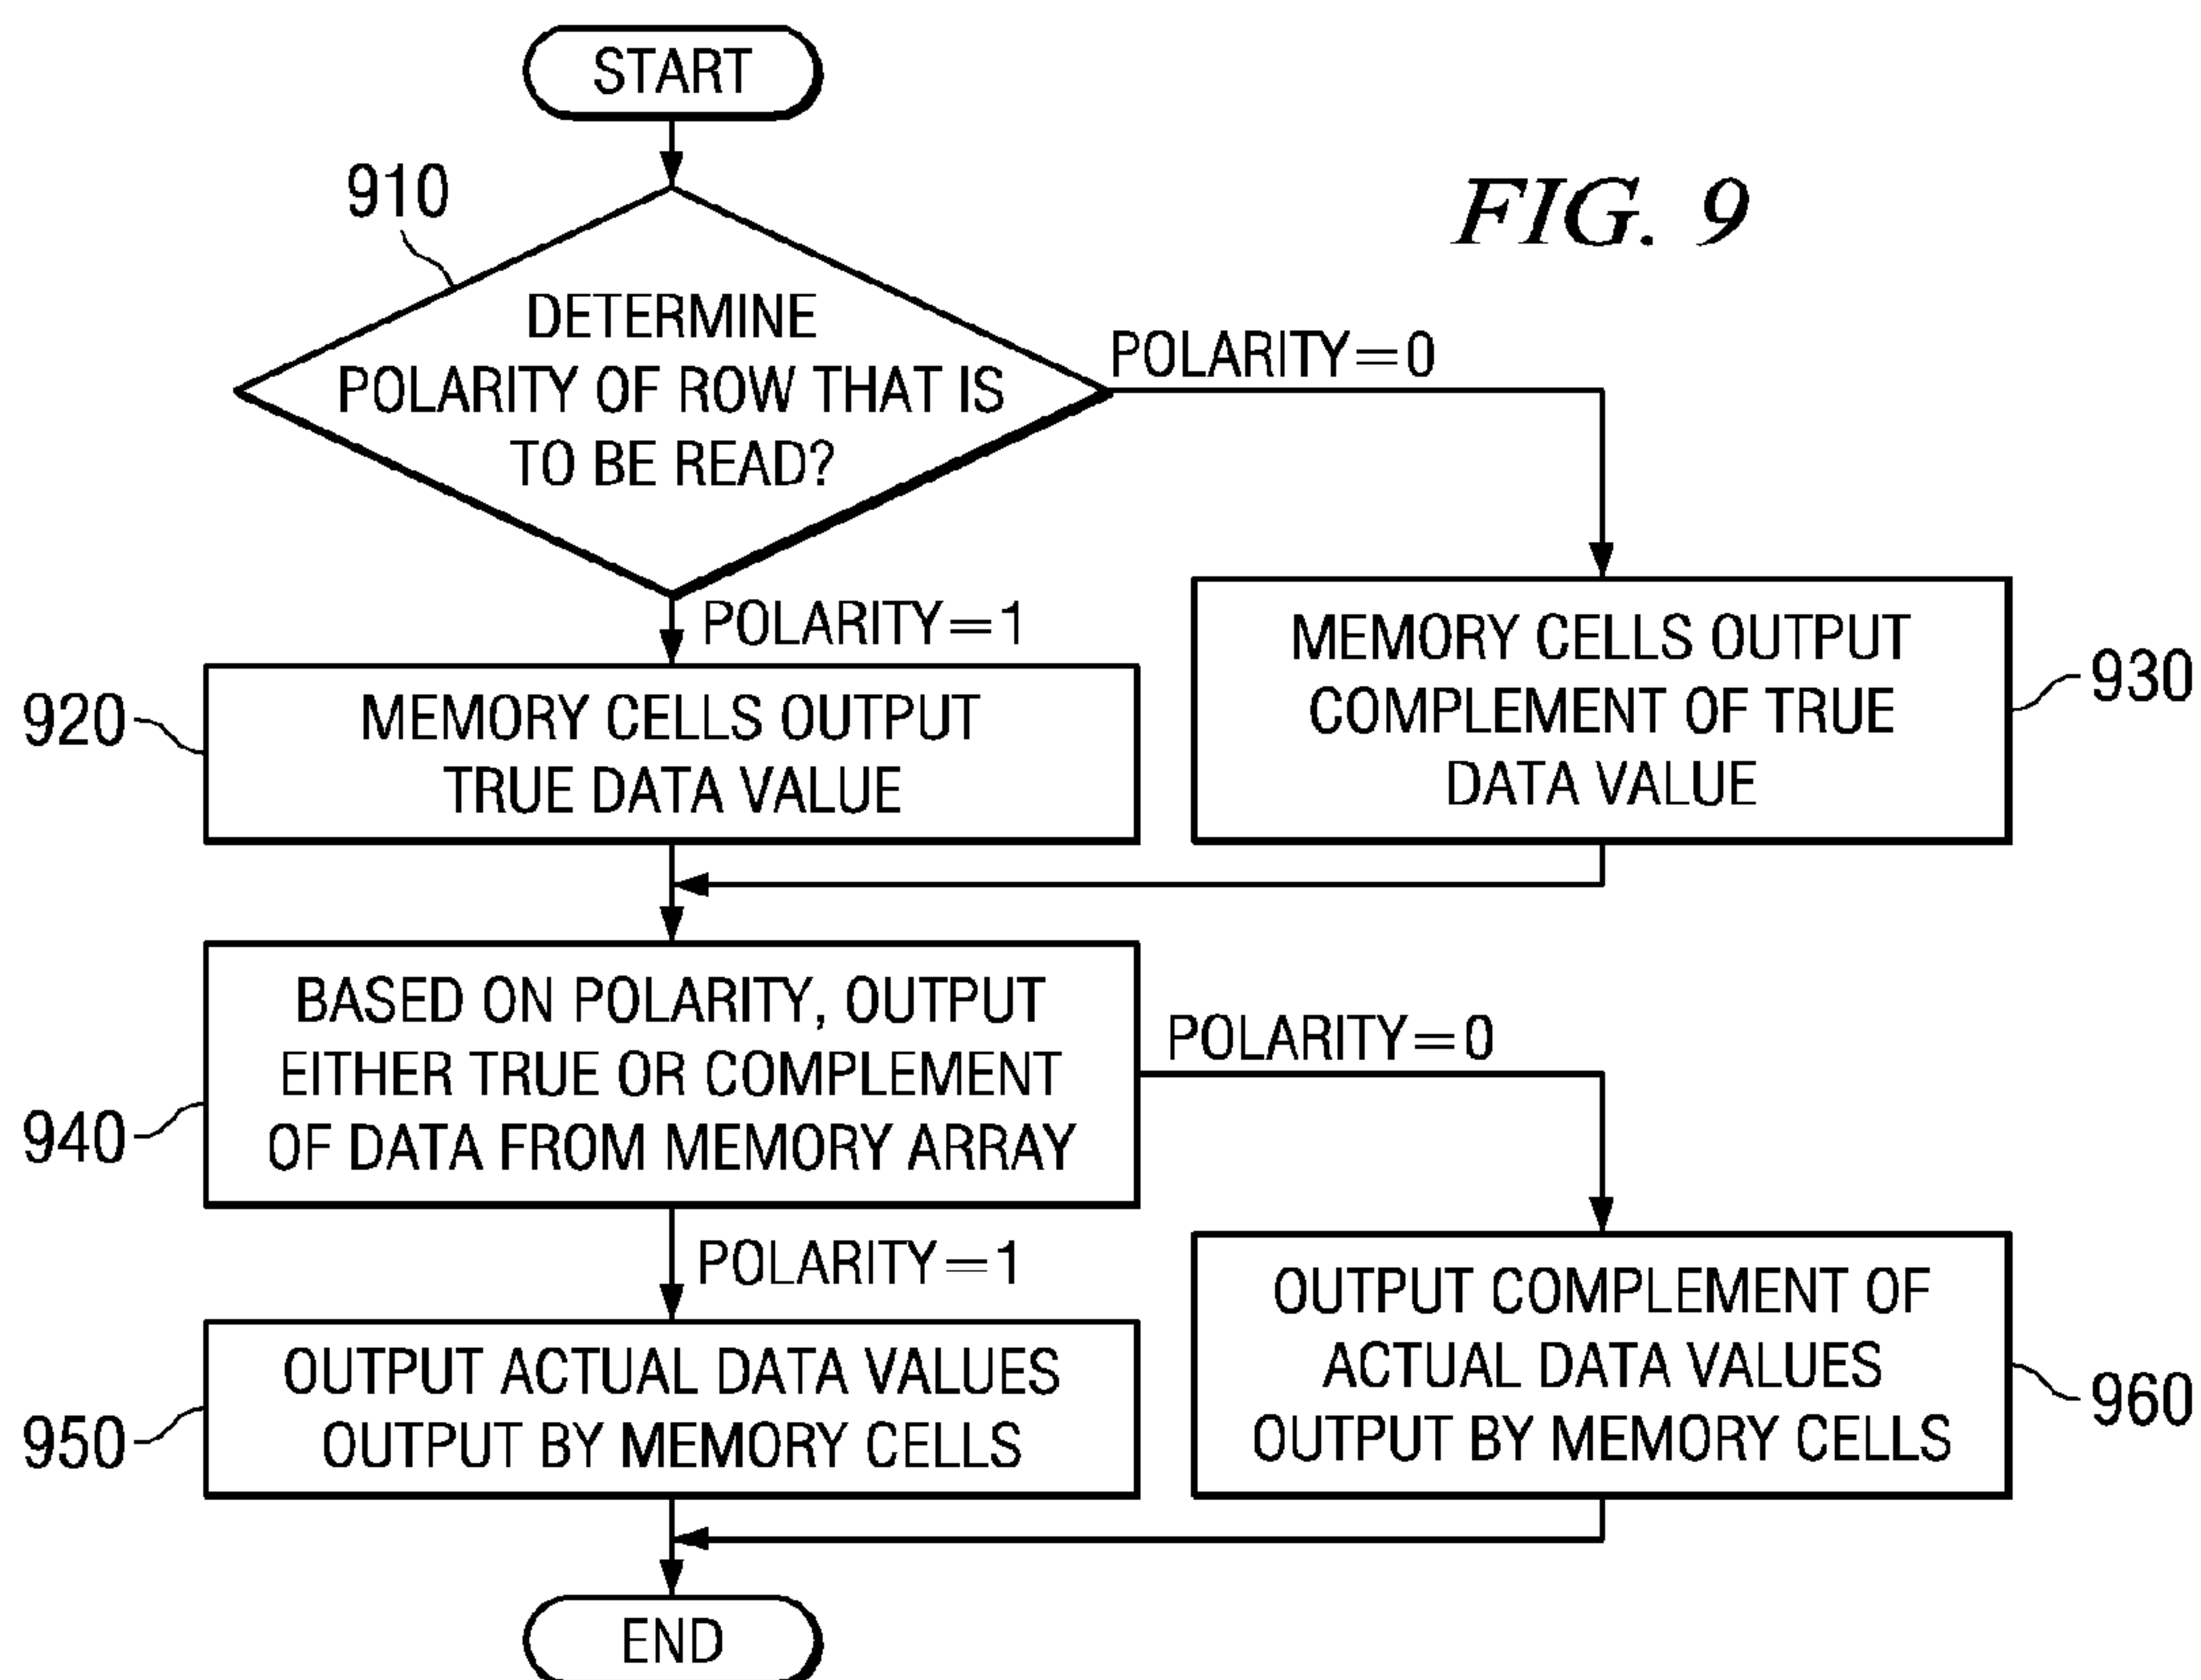 START
FIG. 9
910
DETERMINE
POLARITY OF ROW THAT IS
TO BE READ?
POLARITY=0
POLARITY=1
920
MEMORY CELLS OUTPUT
TRUE DATA VALUE
MEMORY CELLS OUTPUT
COMPLEMENT OF TRUE
DATA VALUE
930
940
BASED ON POLARITY, OUTPUT
EITHER TRUE OR COMPLEMENT
OF DATA FROM MEMORY ARRAY
POLARITY=0
POLARITY=1
950
OUTPUT ACTUAL DATA VALUES
OUTPUT BY MEMORY CELLS
OUTPUT COMPLEMENT OF
ACTUAL DATA VALUES
OUTPUT BY MEMORY CELLS
960
END